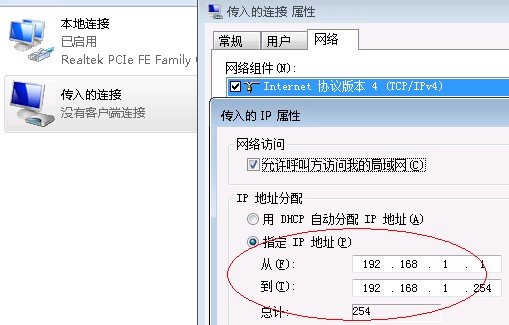 本地连接
已启用
Realtek PCIe FE Family
传入的连接
没有客户端连接
传入的连接 属性
常规 用户 网络
网络组件(N):
Internet 协议版本 4 (TCP/IPv4)
传入的 IP 属性
网络访问
允许呼叫方访问我的局域网(C)
IP 地址分配
用 DHCP 自动分配 IP 地址(A)
指定 IP 地址(P)
从(F): 192 .168 . 1 . 1
到(T): 192 .168 . 1 .254
总计: 254